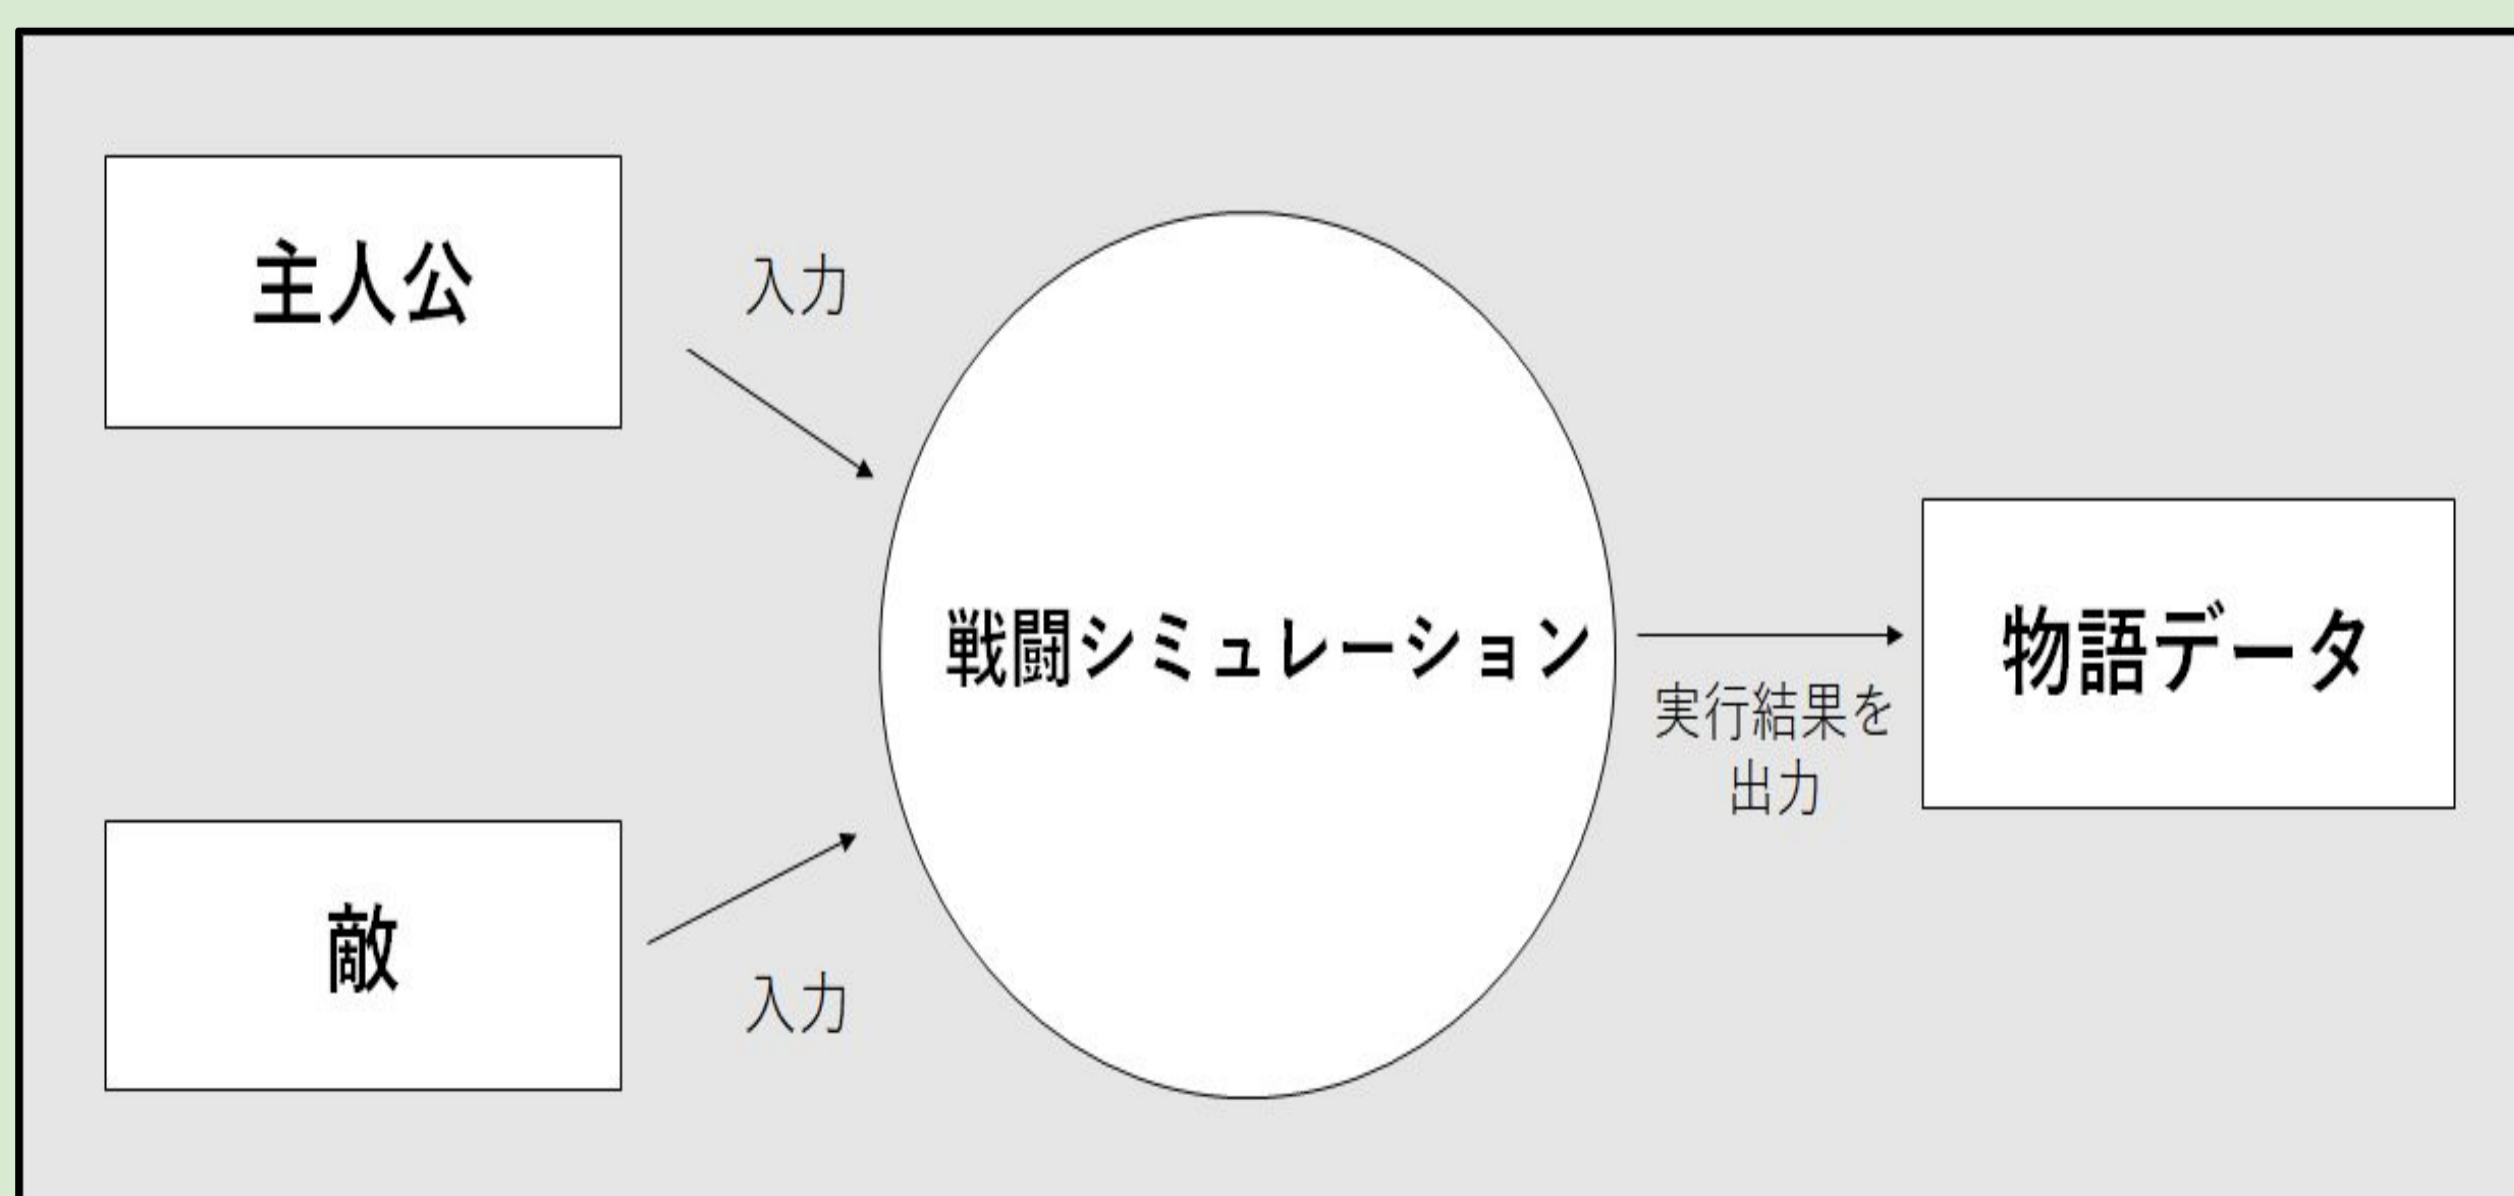 主人公
入力
戦闘シミュレーション
実行結果を
出力
物語データ
敵
入力